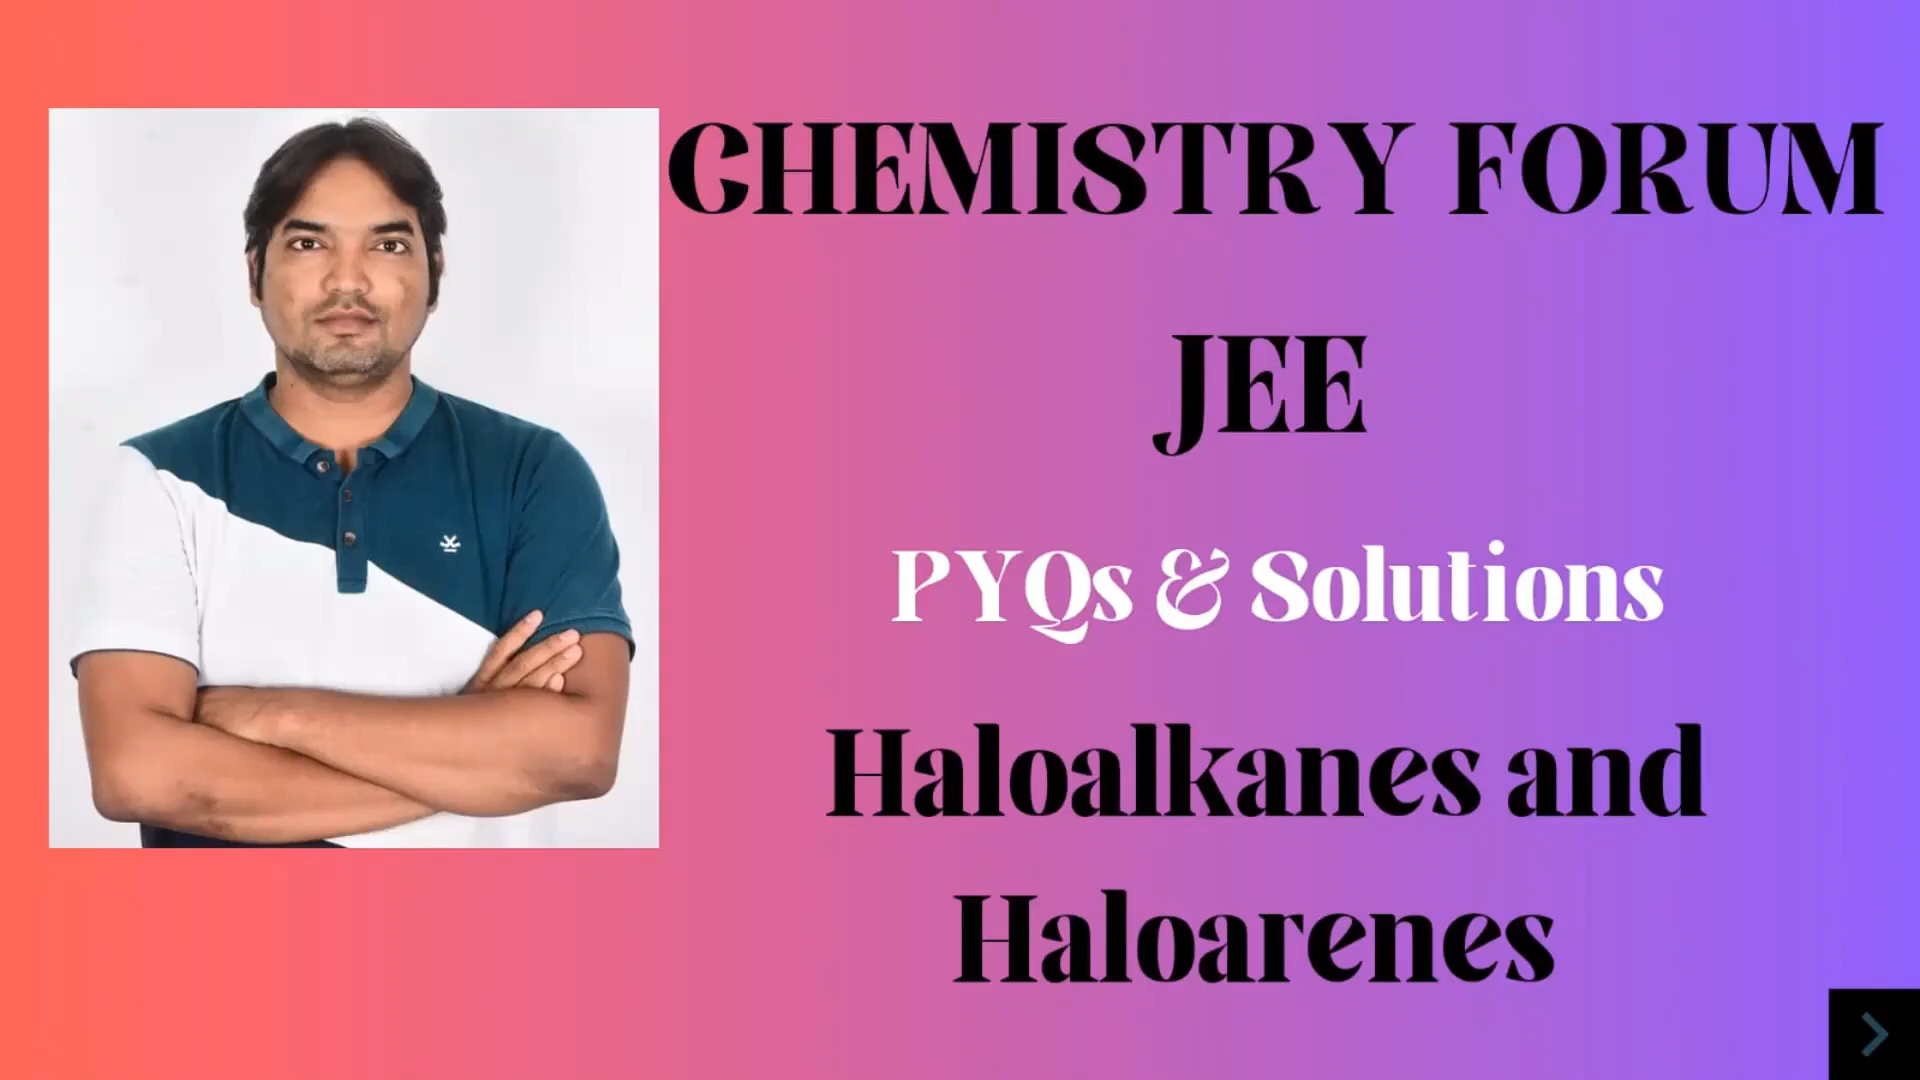 CHEMISTRY FORUM
JEE
PYQs & Solutions
Haloalkanes and
Haloarenes